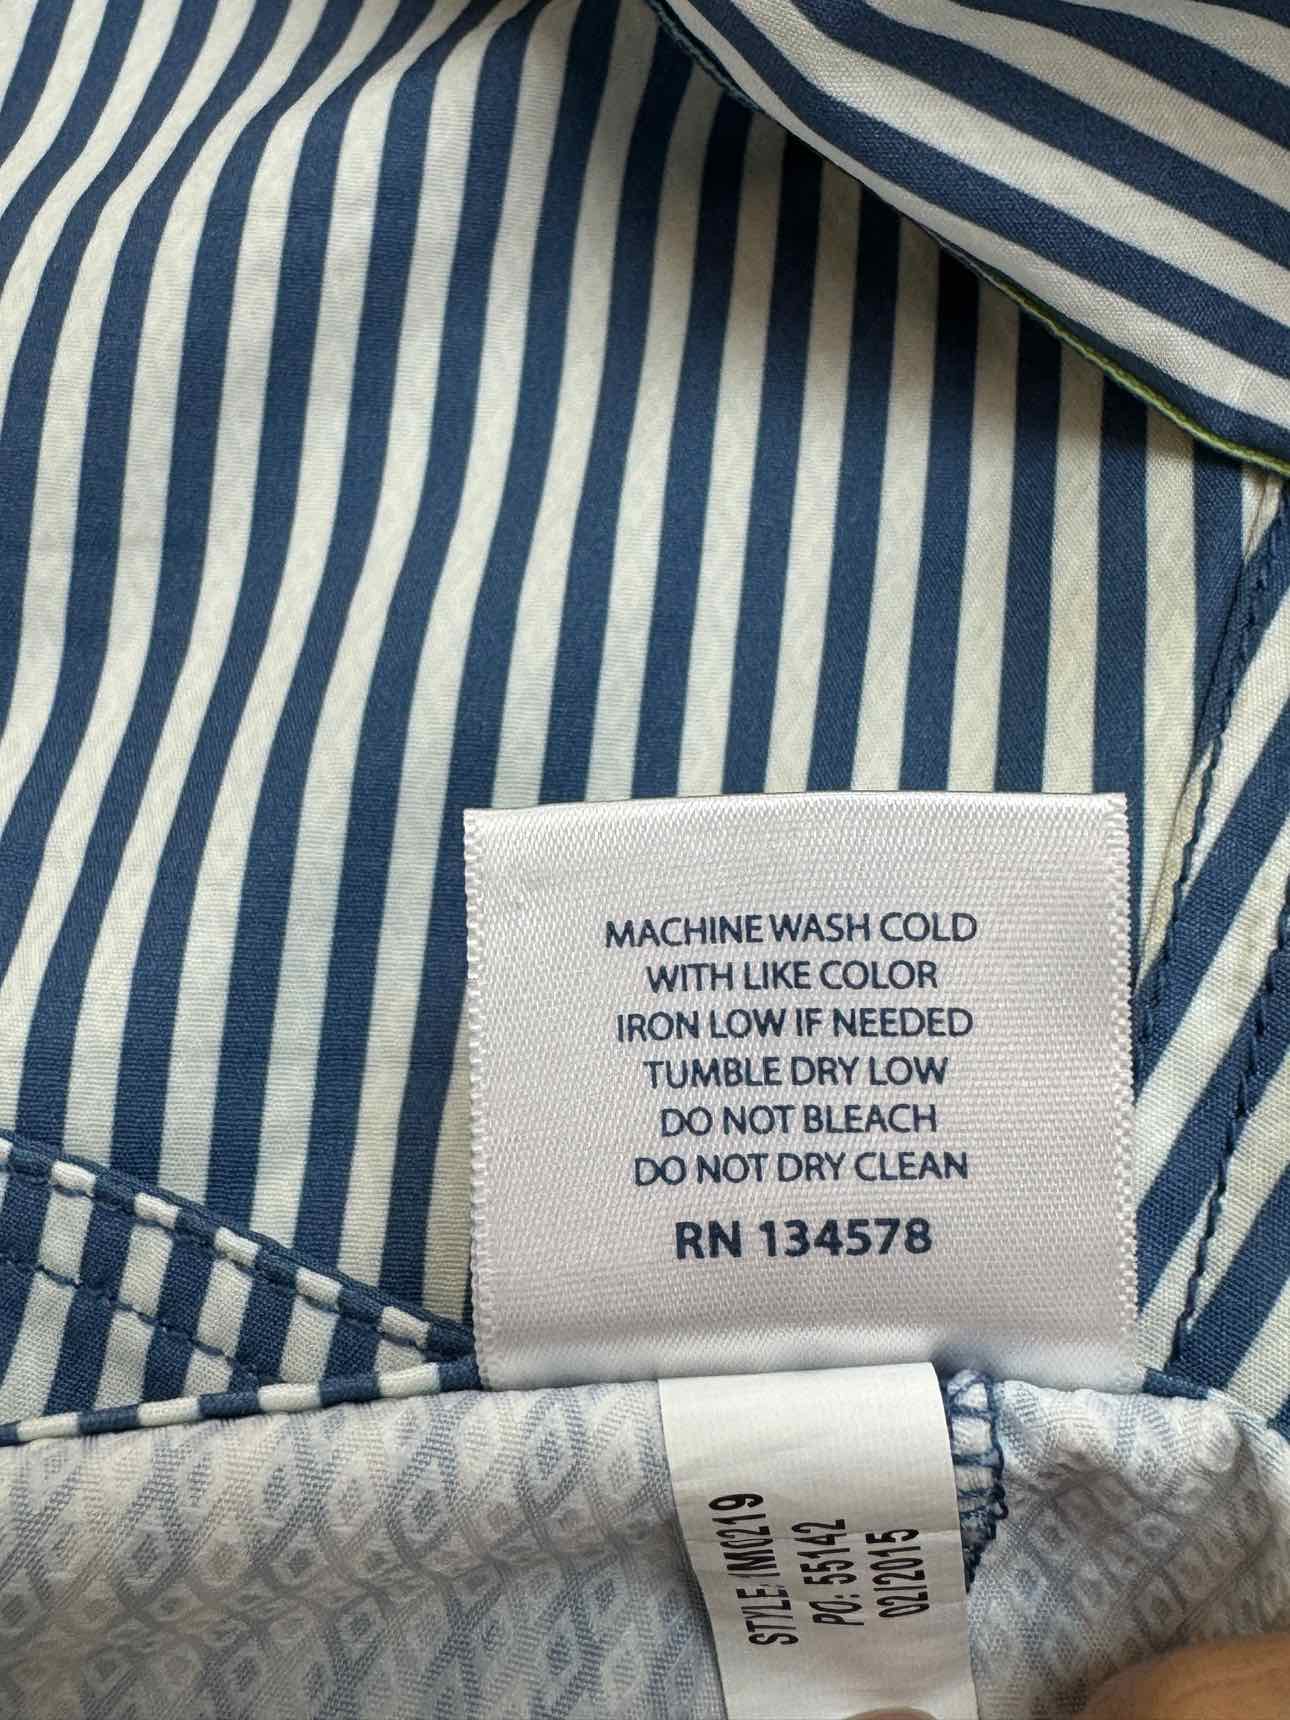 MACHINE WASH COLD
WITH LIKE COLOR
IRON LOW IF NEEDED
TUMBLE DRY LOW
DO NOT BLEACH
DO NOT DRY CLEAN
RN 134578
STYLE: M0219
PO: 55142
02/2015